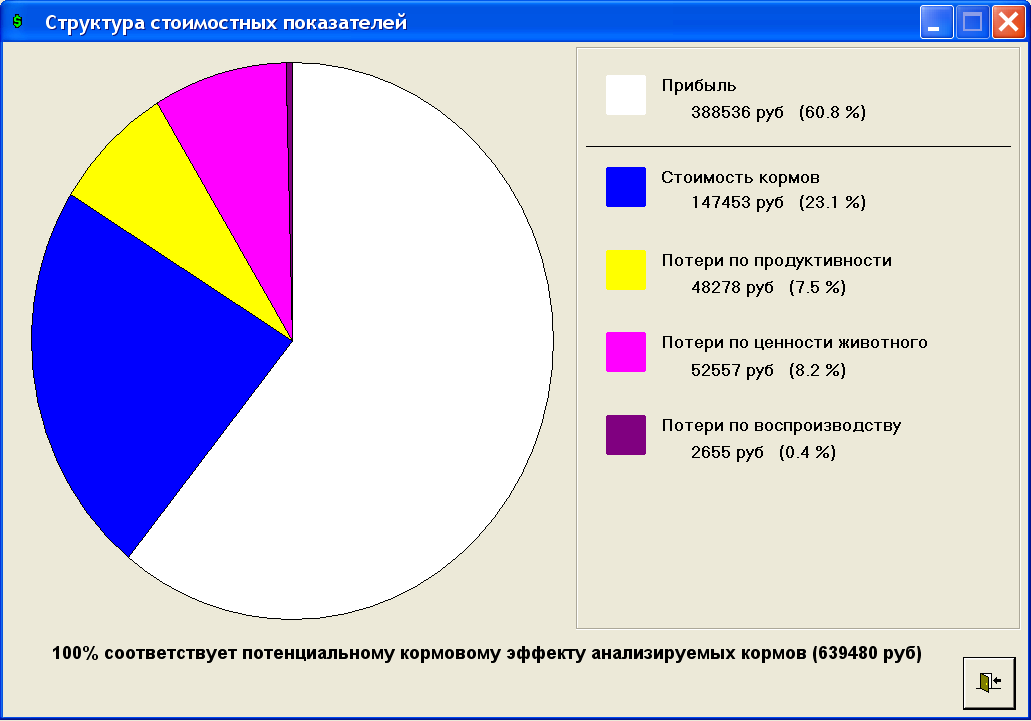 Структура стоимостных показателей
Прибыль
388536 руб (60.8 %)
Стоимость кормов
147453 руб (23.1 %)
Потери по продуктивности
48278 руб (7.5 %)
Потери по ценности животного
52557 руб (8.2 %)
Потери по воспроизводству
2655 руб (0.4 %)
100% соответствует потенциальному кормовому эффекту анализируемых кормов (639480 руб)